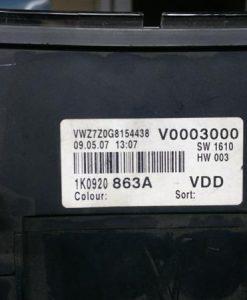 VWZ7Z0G8154438 V0003000
09.05.07 13:07 SW 1610
HW 003
1K0920 863A VDD
Colour: Sort: